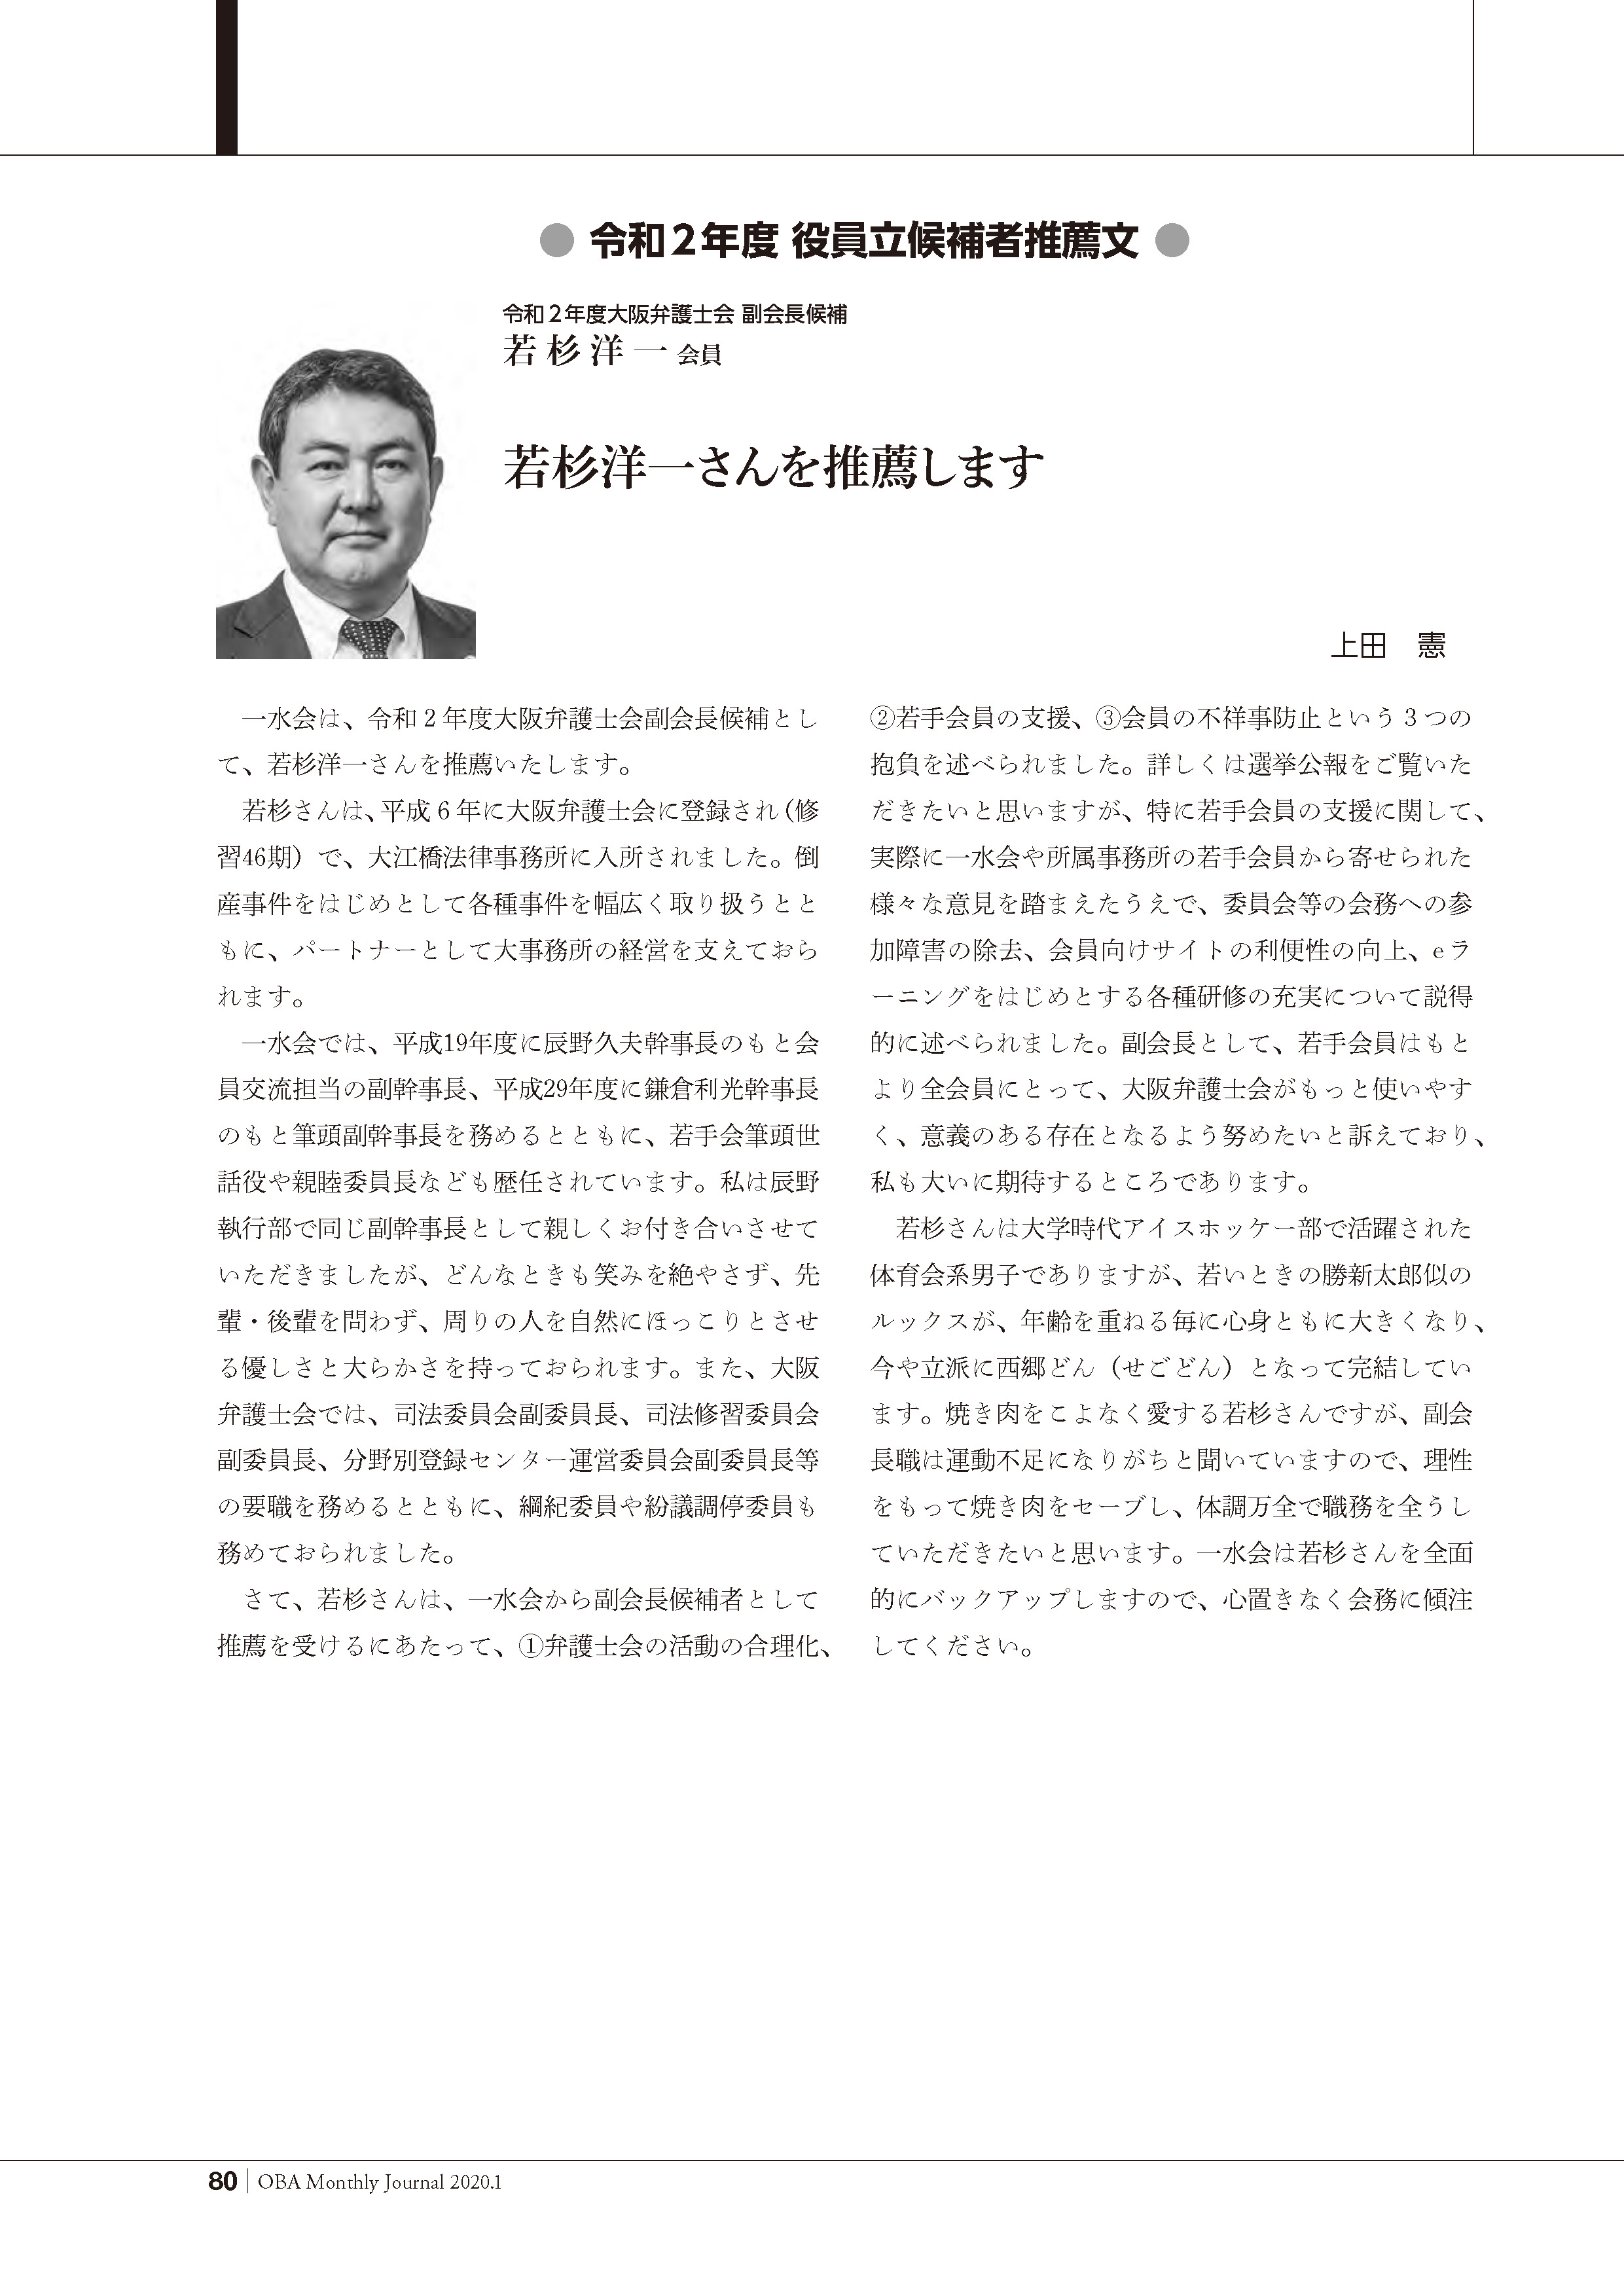 ● 令和2年度 役員立候補者推薦文 ●
令和2年度大阪弁護士会 副会長候補
若杉洋一 会員
若杉洋一さんを推薦します
上田　憲
　一水会は、令和2年度大阪弁護士会副会長候補とし
て、若杉洋一さんを推薦いたします。
　若杉さんは、平成6年に大阪弁護士会に登録され（修
習46期）で、大江橋法律事務所に入所されました。倒
産事件をはじめとして各種事件を幅広く取り扱うとと
もに、パートナーとして大事務所の経営を支えておら
れます。
　一水会では、平成19年度に辰野久夫幹事長のもと会
員交流担当の副幹事長、平成29年度に鎌倉利光幹事長
のもと筆頭副幹事長を務めるとともに、若手会筆頭世
話役や親睦委員長なども歴任されています。私は辰野
執行部で同じ副幹事長として親しくお付き合いさせて
いただきましたが、どんなときも笑みを絶やさず、先
輩・後輩を問わず、周りの人を自然にほっこりとさせ
る優しさと大らかさを持っておられます。また、大阪
弁護士会では、司法委員会副委員長、司法修習委員会
副委員長、分野別登録センター運営委員会副委員長等
の要職を務めるとともに、綱紀委員や紛議調停委員も
務めておられました。
　さて、若杉さんは、一水会から副会長候補者として
推薦を受けるにあたって、①弁護士会の活動の合理化、
②若手会員の支援、③会員の不祥事防止という3つの
抱負を述べられました。詳しくは選挙公報をご覧いた
だきたいと思いますが、特に若手会員の支援に関して、
実際に一水会や所属事務所の若手会員から寄せられた
様々な意見を踏まえたうえで、委員会等の会務への参
加障害の除去、会員向けサイトの利便性の向上、eラ
ーニングをはじめとする各種研修の充実について説得
的に述べられました。副会長として、若手会員はもと
より全会員にとって、大阪弁護士会がもっと使いやす
く、意義のある存在となるよう努めたいと訴えており、
私も大いに期待するところであります。
　若杉さんは大学時代アイスホッケー部で活躍された
体育会系男子でありますが、若いときの勝新太郎似の
ルックスが、年齢を重ねる毎に心身ともに大きくなり、
今や立派に西郷どん（せごどん）となって完結してい
ます。焼き肉をこよなく愛する若杉さんですが、副会
長職は運動不足になりがちと聞いていますので、理性
をもって焼き肉をセーブし、体調万全で職務を全うし
ていただきたいと思います。一水会は若杉さんを全面
的にバックアップしますので、心置きなく会務に傾注
してください。
80 | OBA Monthly Journal 2020.1